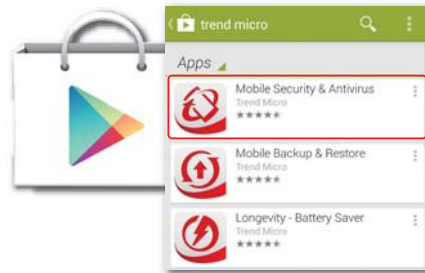 trend micro
Apps
Mobile Security & Antivirus
Trend Micro
Mobile Backup & Restore
Trend Micro
Longevity - Battery Saver
Trend Micro